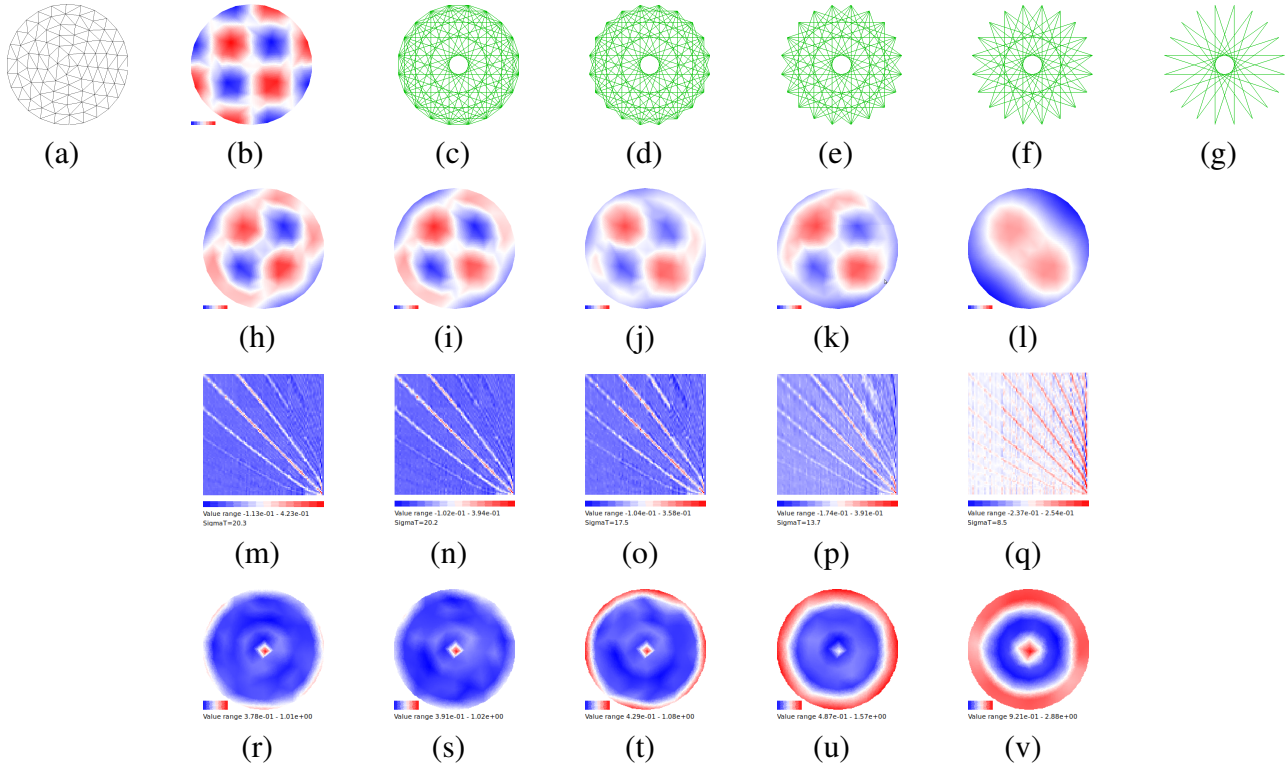 (a) (b) (c) (d) (e) (f) (g)
(h) (i) (j) (k) (l)
Value range -1.13e-01 - 4.23e-01 Value range -1.02e-01 - 3.94e-01 Value range -1.04e-01 - 3.58e-01 Value range -1.74e-01 - 3.91e-01 Value range -2.37e-01 - 2.54e-01
SigmaT=20.3 SigmaT=20.2 SigmaT=17.5 SigmaT=13.7 SigmaT=8.5
(m) (n) (o) (p) (q)
Value range 3.78e-01 - 1.01e+00 Value range 3.91e-01 - 1.02e+00 Value range 4.29e-01 - 1.08e+00 Value range 4.87e-01 - 1.57e+00 Value range 9.21e-01 - 2.88e+00
(r) (s) (t) (u) (v)